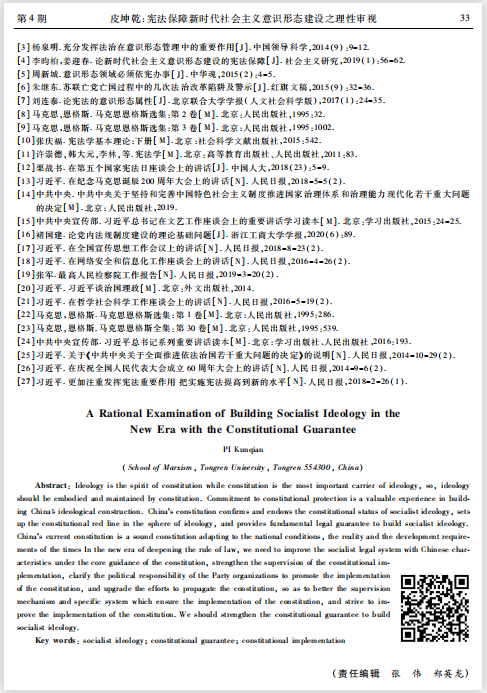 第 4 期
皮坤乾:宪法保障新时代社会主义意识形态建设之理性审视
33
[3]杨泉明.充分发挥法治在意识形态管理中的重要作用[J].中国领导科学,2014(9):9-12.
[4]李昀柏,姜迎春.论新时代社会主义意识形态建设的宪法保障[J].社会主义研究,2019(1):56-62.
[5]周新城.意识形态领域必须依宪办事[J].中华魂,2015(2):4-5.
[6]朱继东.苏联亡党亡国过程中的几次法治改革陷阱及警示[J].红旗文稿,2015(9):32-36.
[7]刘连泰.论宪法的意识形态属性[J].北京联合大学学报(人文社会科学版),2017(1):24-35.
[8]马克思,恩格斯.马克思恩格斯选集:第 2 卷[M].北京:人民出版社,1995:32.
[9]马克思,恩格斯.马克思恩格斯选集:第 3 卷[M].北京:人民出版社,1995:1002.
[10]张庆福.宪法学基本理论:下册[M].北京:社会科学文献出版社,2015:542.
[11]许崇德,韩大元,李林,等.宪法学[M].北京:高等教育出版社、人民出版社,2011:83.
[12]栗战书.在第五个国家宪法日座谈会上的讲话[J].中国人大,2018(23):5-9.
[13]习近平.在纪念马克思诞辰 200 周年大会上的讲话[N].人民日报,2018-5-5(2).
[14]中共中央.中共中央关于坚持和完善中国特色社会主义制度推进国家治理体系和治理能力现代化若干重大问题
的决定[M].北京:人民出版社,2019.
[15]中共中央宣传部.习近平总书记在文艺工作座谈会上的重要讲话学习读本[M].北京:学习出版社,2015:24-25.
[16]褚国建.论党内法规制度建设的理论基础问题[J].浙江工商大学学报,2020(6):89.
[17]习近平.在全国宣传思想工作会议上的讲话[N].人民日报,2018-8-23(2).
[18]习近平.在网络安全和信息化工作座谈会上的讲话[N].人民日报,2016-4-26(2).
[19]张军.最高人民检察院工作报告[N].人民日报,2019-3-20(2).
[20]习近平.习近平谈治国理政[M].北京:外文出版社,2014.
[21]习近平.在哲学社会科学工作座谈会上的讲话[N].人民日报,2016-5-19(2).
[22]马克思,恩格斯.马克思恩格斯选集:第 1 卷[M].北京:人民出版社,1995:286.
[23]马克思,恩格斯.马克思恩格斯全集:第 30 卷[M].北京:人民出版社,1995:539.
[24]中共中央宣传部.习近平总书记系列重要讲话读本[M].北京:学习出版社、人民出版社,2016:193.
[25]习近平.关于《中共中央关于全面推进依法治国若干重大问题的决定》的说明[N].人民日报,2014-10-29(2).
[26]习近平.在庆祝全国人民代表大会成立 60 周年大会上的讲话[N].人民日报,2014-9-6(2).
[27]习近平.更加注重发挥宪法重要作用 把实施宪法提高到新的水平[N].人民日报,2018-2-26(1).
A Rational Examination of Building Socialist Ideology in the
New Era with the Constitutional Guarantee
PI Kunqian
( School of Marxism , Tongren University , Tongren 554300 , China)
Abstract: Ideology is the spirit of constitution while constitution is the most important carrier of ideology, so, ideology
should be embodied and maintained by constitution. Commitment to constitutional protection is a valuable experience in build-
ing China's ideological construction. China's constitution confirms and endows the constitutional status of socialist ideology, sets
up the constitutional red line in the sphere of ideology, and provides fundamental legal guarantee to build socialist ideology.
China's current constitution is a sound constitution adapting to the national conditions, the reality and the development require-
ments of the times In the new era of deepening the rule of law, we need to improve the socialist legal system with Chinese char-
acteristics under the core guidance of the constitution, strengthen the supervision of the constitutional im-
plementation, clarify the political responsibility of the Party organizations to promote the implementation
of the constitution, and upgrade the efforts to propagate the constitution, so as to better the supervision
mechanism and specific system which ensure the implementation of the constitution, and strive to im-
prove the implementation of the constitution. We should strengthen the constitutional guarantee to build
socialist ideology.
Key words: socialist ideology; constitutional guarantee; constitutional implementation
(责任编辑 张 伟 郑英龙)